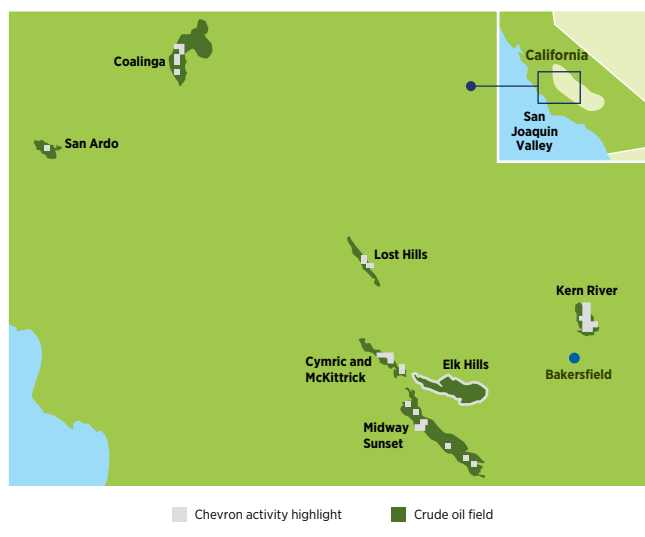 California
Coalinga
San
Joaquin
Valley
San Ardo
Lost Hills
Kern River
Cymric and
McKittrick
Elk Hills
Bakersfield
Midway
Sunset
Chevron activity highlight
Crude oil field